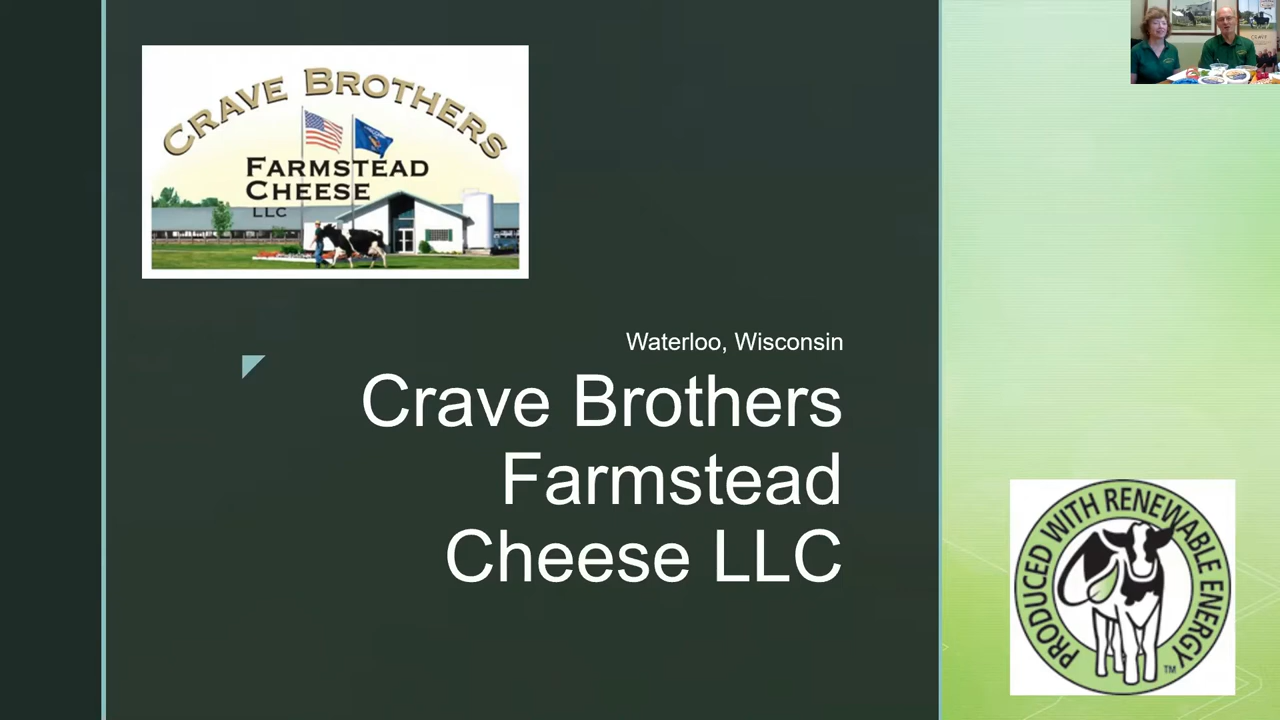 CRAVE BROTHERS
FARMSTEAD
CHEESE
LLC
Waterloo, Wisconsin
Crave Brothers
Farmstead
Cheese LLC
PRODUCED WITH RENEWABLE ENERGY
TM